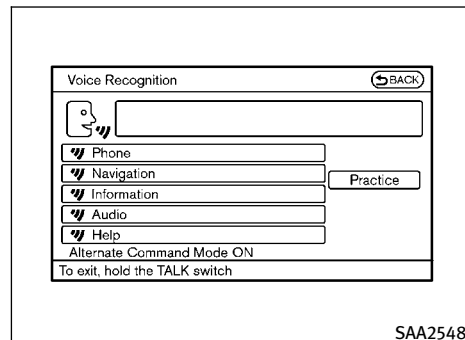 Voice Recognition
BACK
Phone
Navigation
Practice
Information
Audio
Help
Alternate Command Mode ON
To exit, hold the TALK switch
SAA2548